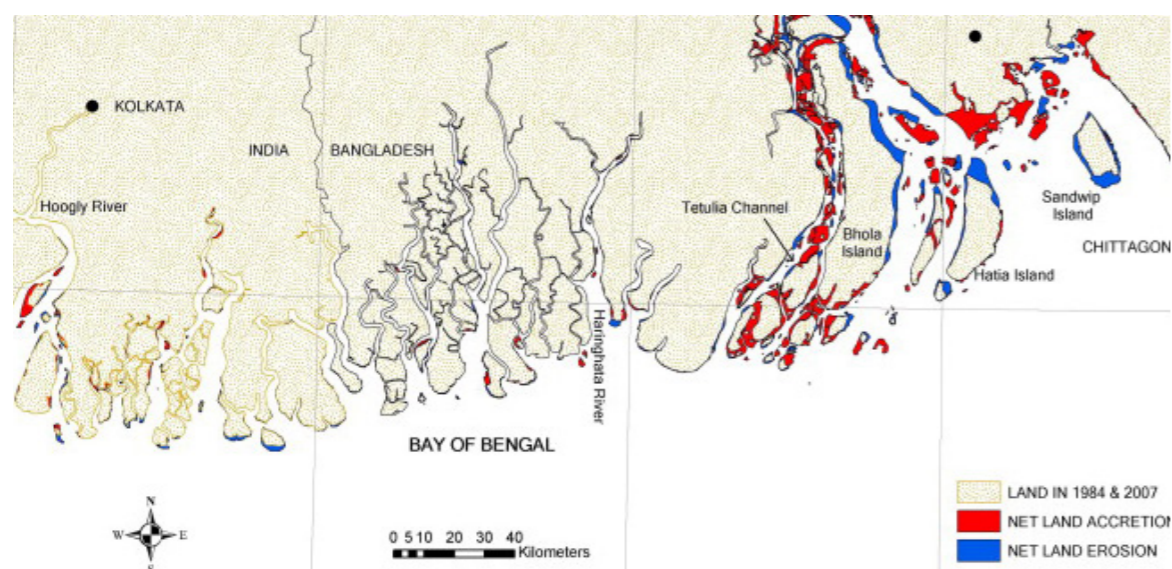 KOLKATA
INDIA
BANGLADESH
Hoogly River
Tetulia Channel
Bhola
Island
Sandwip
Island
CHITTAGON
Hatia Island
Haringhata River
BAY OF BENGAL
N
W
E
S
0 5 10 20 30 40
Kilometers
LAND IN 1984 & 2007
NET LAND ACCRETION
NET LAND EROSION